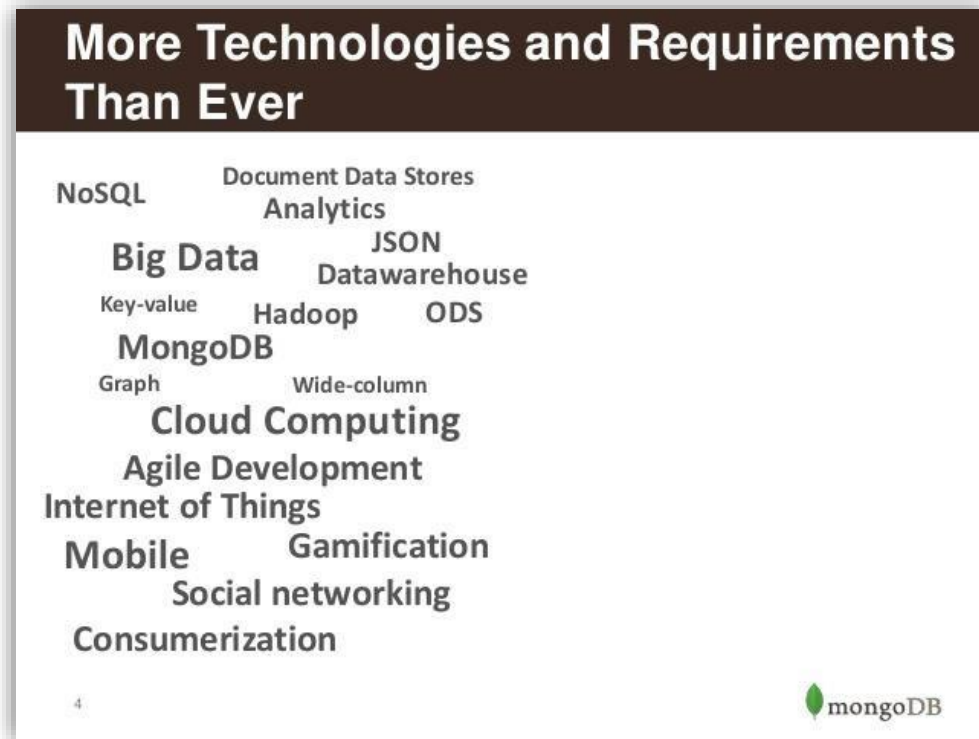 More Technologies and Requirements
Than Ever
NoSQL
Document Data Stores
Analytics
JSON
Big Data
Datawarehouse
Key-value
Hadoop
ODS
MongoDB
Graph
Wide-column
Cloud Computing
Agile Development
Internet of Things
Mobile
Gamification
Social networking
Consumerization
4
mongoDB